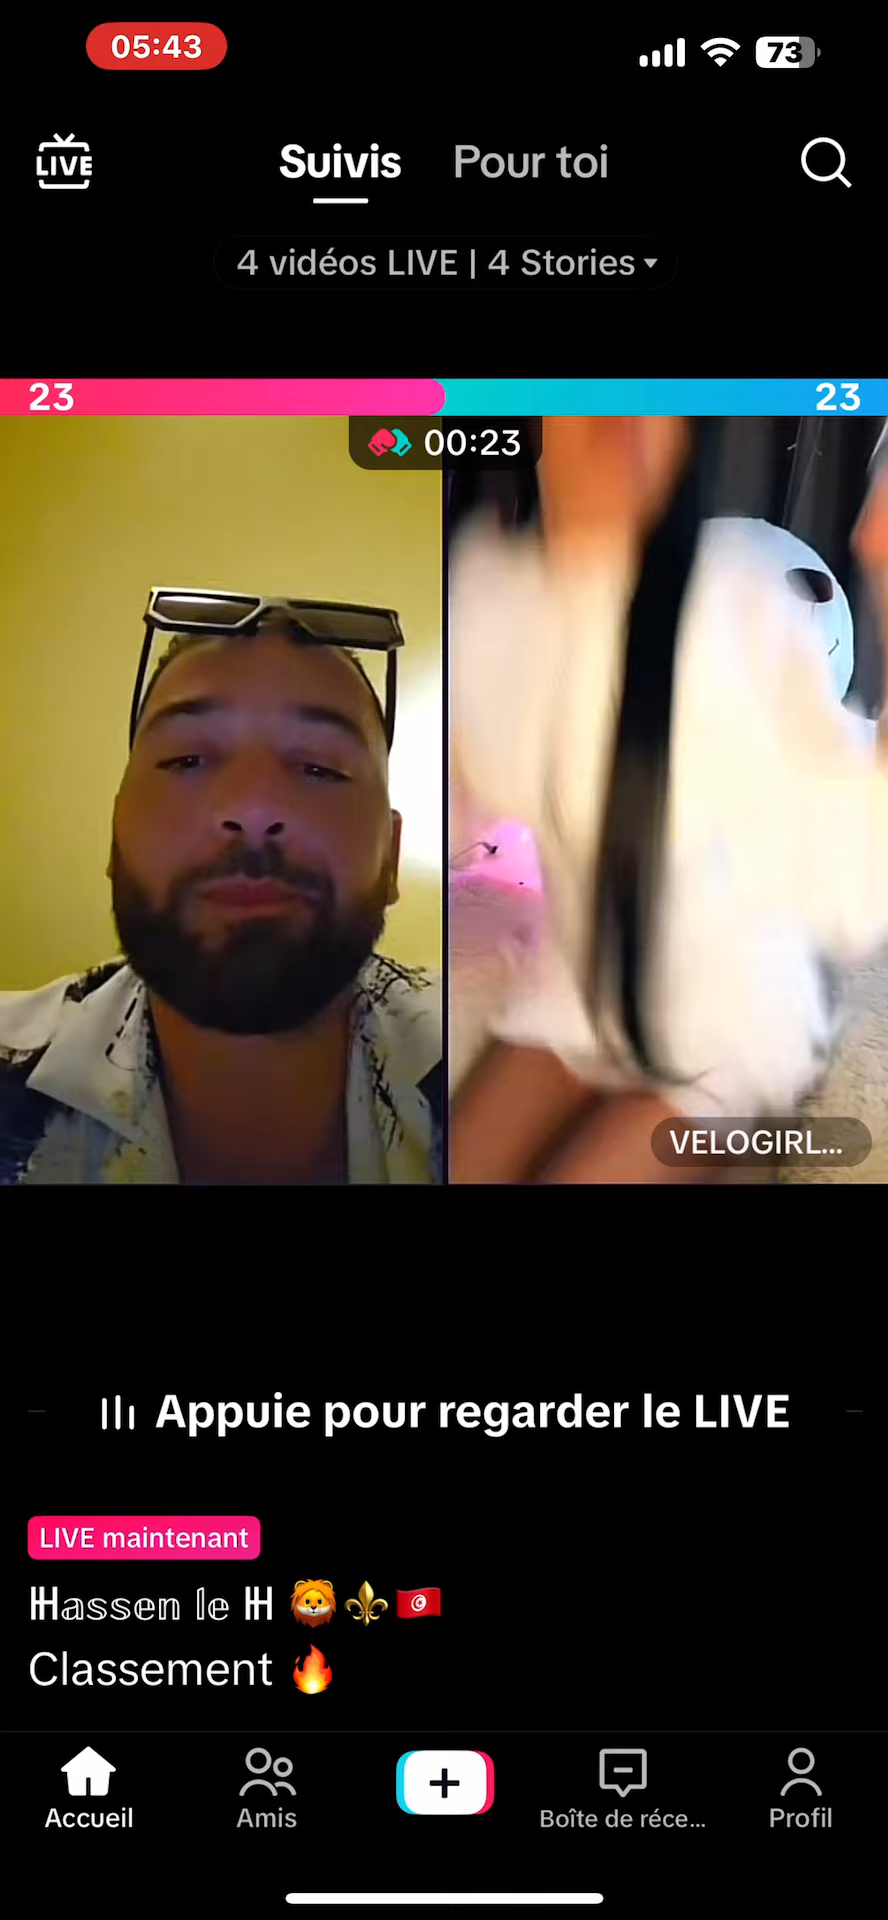 05:43
73
LIVE
Suivis
Pour toi
4 vidéos LIVE | 4 Stories
23
23
00:23
VELOGIRL...
Appuie pour regarder le LIVE
LIVE maintenant
ℍassen le ℍ 🦁⚜️🇹🇳
Classement 🔥
Accueil
Amis
Boîte de réce...
Profil